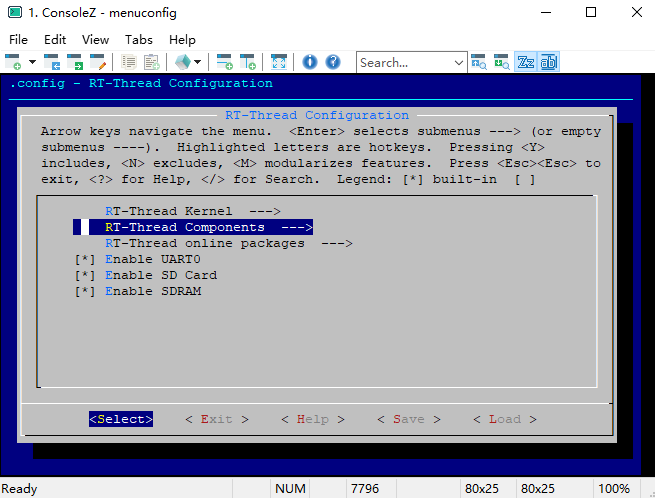 1. ConsoleZ - menuconfig
File Edit View Tabs Help
Search...
.config - RT-Thread Configuration
RT-Thread Configuration
Arrow keys navigate the menu. <Enter> selects submenus ---> (or empty
submenus ----). Highlighted letters are hotkeys. Pressing <Y>
includes, <N> excludes, <M> modularizes features. Press <Esc><Esc> to
exit, <?> for Help, </> for Search. Legend: [*] built-in [ ]
RT-Thread Kernel --->
RT-Thread Components --->
RT-Thread online packages --->
[*] Enable UART0
[*] Enable SD Card
[*] Enable SDRAM
<Select> < Exit > < Help > < Save > < Load >
Ready NUM 7796 80x25 80x25 100%